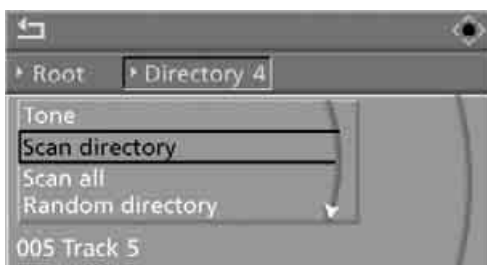 Root Directory 4
Tone
Scan directory
Scan all
Random directory
005 Track 5